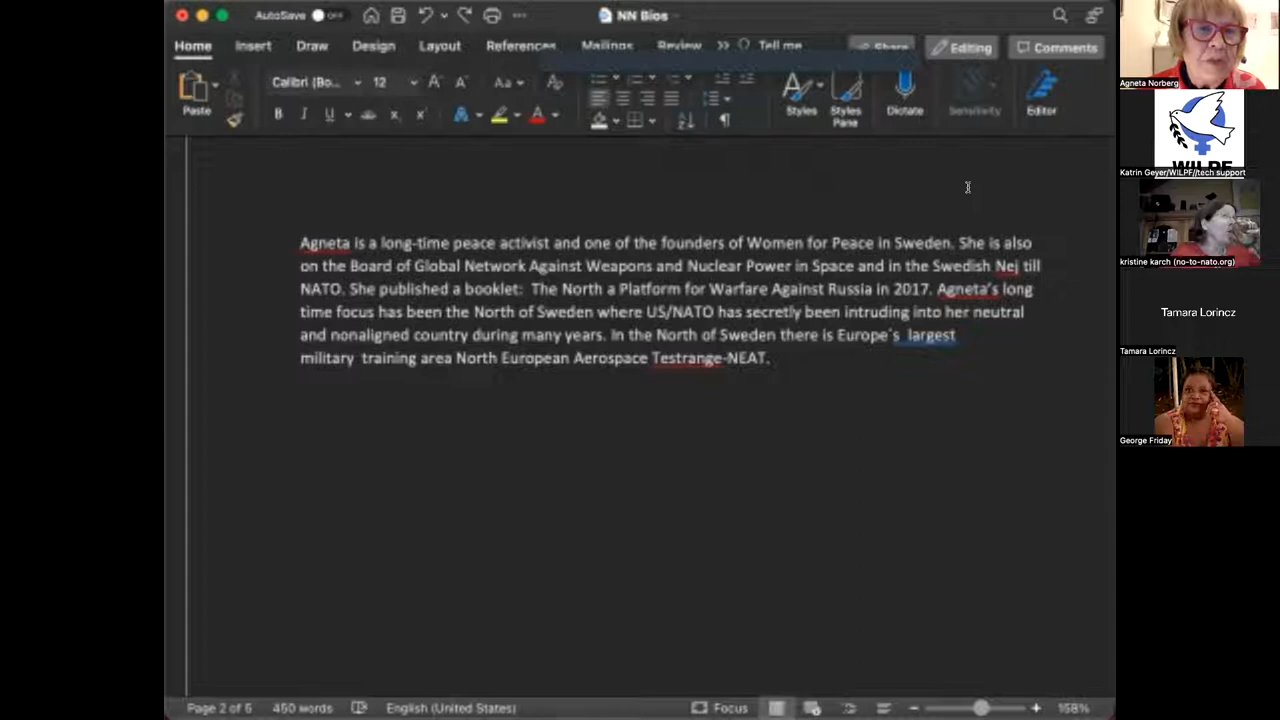 AutoSave OFF
NN Bios
Home Insert Draw Design Layout References Mailings Review Tell me Share Editing Comments
Calibri (Bo... 12
Paste
B I U
Styles
Styles Pane
Dictate
Sensitivity
Editor
Agneta is a long-time peace activist and one of the founders of Women for Peace in Sweden. She is also
on the Board of Global Network Against Weapons and Nuclear Power in Space and in the Swedish Nej till
NATO. She published a booklet:  The North a Platform for Warfare Against Russia in 2017. Agneta's long
time focus has been the North of Sweden where US/NATO has secretly been intruding into her neutral
and nonaligned country during many years. In the North of Sweden there is Europe´s  largest
military  training area North European Aerospace Testrange-NEAT.
Page 2 of 5 450 words English (United States) Focus 158%
Agneta Norberg
WILPF
Katrin Geyer/WILPF//tech support
kristine karch (no-to-nato.org)
Tamara Lorincz
Tamara Lorincz
George Friday